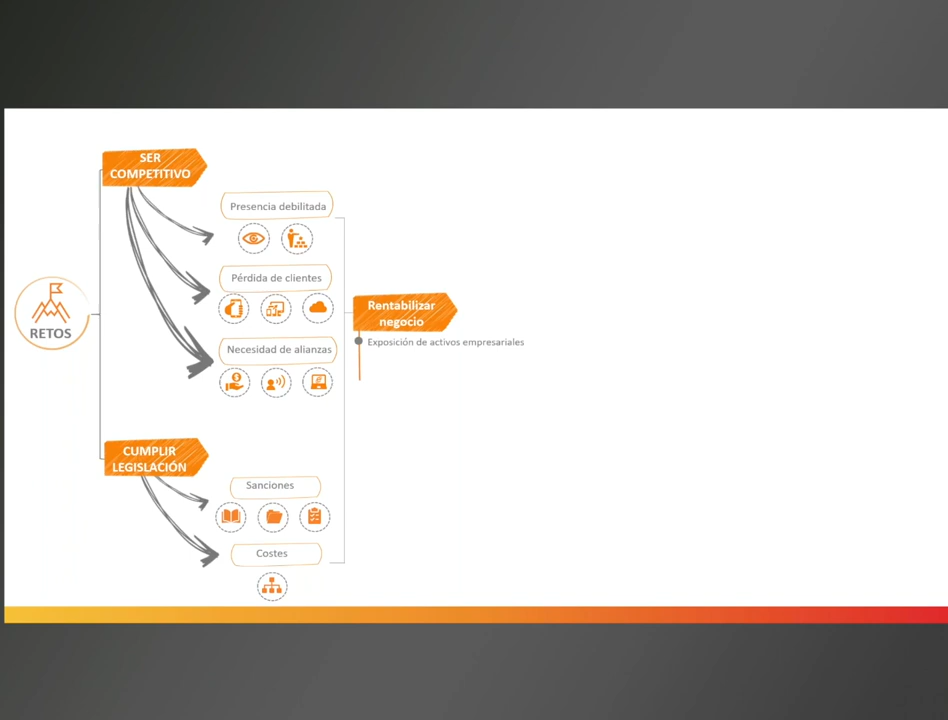 SER
COMPETITIVO
Presencia debilitada
Pérdida de clientes
Necesidad de alianzas
RETOS
Rentabilizar
negocio
Exposición de activos empresariales
CUMPLIR
LEGISLACIÓN
Sanciones
Costes